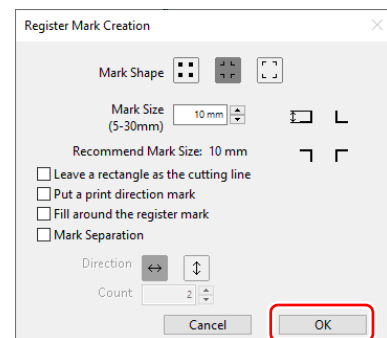 Register Mark Creation
Mark Shape
Mark Size
(5-30mm)
10 mm
Recommend Mark Size: 10 mm
Leave a rectangle as the cutting line
Put a print direction mark
Fill around the register mark
Mark Separation
Direction
Count
2
Cancel
OK